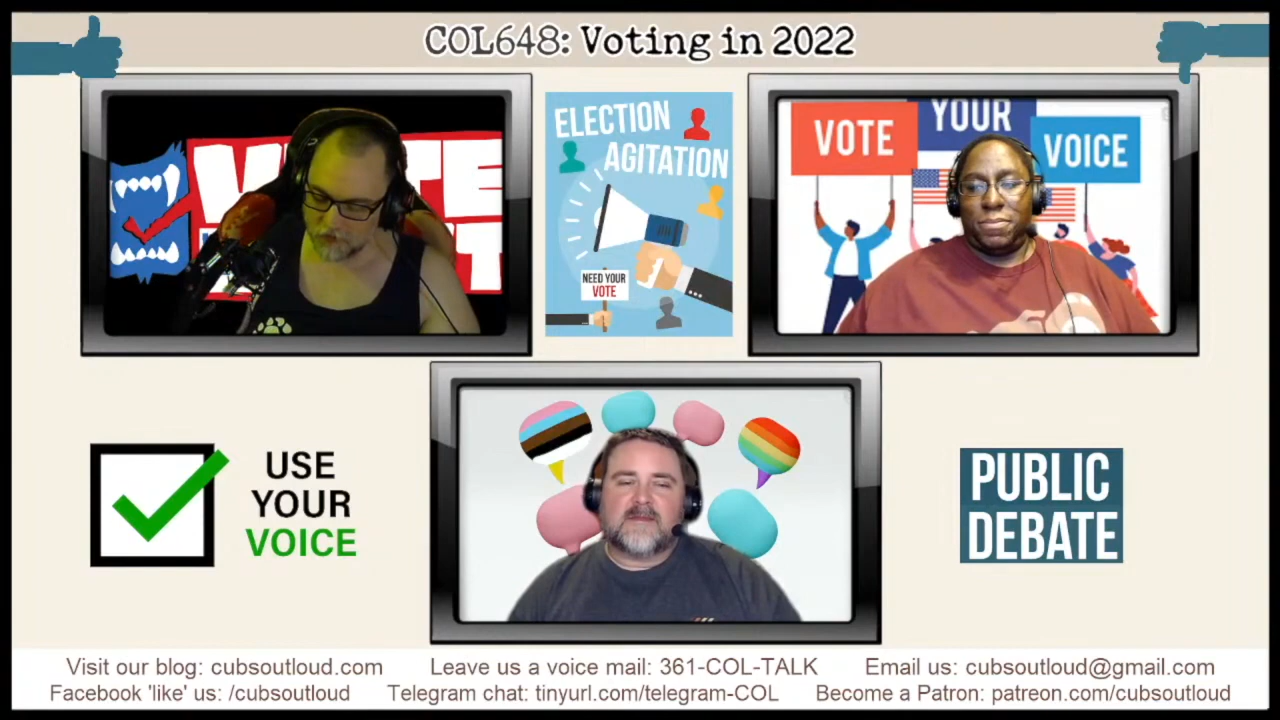 COL648: Voting in 2022
VOTE
ELECTION
AGITATION
NEED YOUR
VOTE
VOTE
YOUR
VOICE
USE
YOUR
VOICE
PUBLIC
DEBATE
Visit our blog: cubsoutloud.com Leave us a voice mail: 361-COL-TALK Email us: cubsoutloud@gmail.com
Facebook 'like' us: /cubsoutloud Telegram chat: tinyurl.com/telegram-COL Become a Patron: patreon.com/cubsoutloud